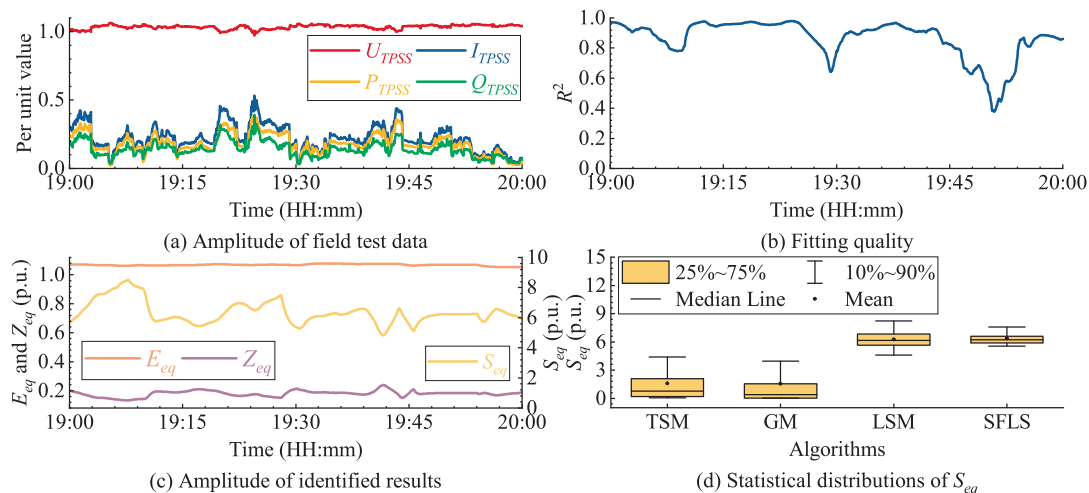 1.0
0.5
0.0
Per unit value
U_TPSS I_TPSS
P_TPSS Q_TPSS
19:00 19:15 19:30 19:45 20:00
Time (HH:mm)
(a) Amplitude of field test data
1.0
0.8
0.6
0.4
0.2
0.0
R²
19:00 19:15 19:30 19:45 20:00
Time (HH:mm)
(b) Fitting quality
1.0
0.8
0.6
0.4
0.2
E_eq and Z_eq (p.u.)
E_eq Z_eq
S_eq
10
8
6
4
2
0
S_eq (p.u.)
19:00 19:15 19:30 19:45 20:00
Time (HH:mm)
(c) Amplitude of identified results
15
12
9
6
3
0
S_eq (p.u.)
25%~75% 10%~90%
Median Line Mean
TSM GM LSM SFLS
Algorithms
(d) Statistical distributions of S_eq